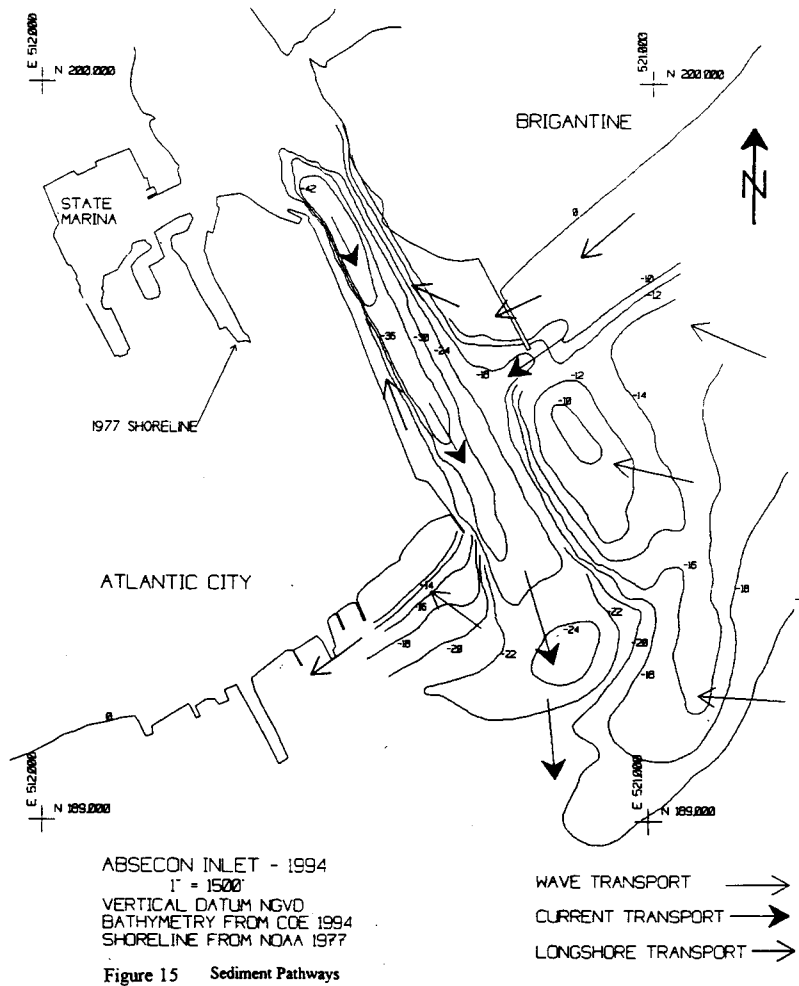 E 512,000
N 200,000
521,000
N 200,000
BRIGANTINE
N
STATE
MARINA
0
-42
-10
-12
-36
-30
-24
-18
-12
-14
-10
1977 SHORELINE
ATLANTIC CITY
-14
-16
-18
-20
-22
-24
-22
-20
-18
-16
-18
0
E 512,000
N 189,000
E 521,000
N 189,000
ABSECON INLET - 1994
1" = 1500'
VERTICAL DATUM NGVD
BATHYMETRY FROM COE 1994
SHORELINE FROM NOAA 1977
WAVE TRANSPORT
CURRENT TRANSPORT
LONGSHORE TRANSPORT
Figure 15 Sediment Pathways